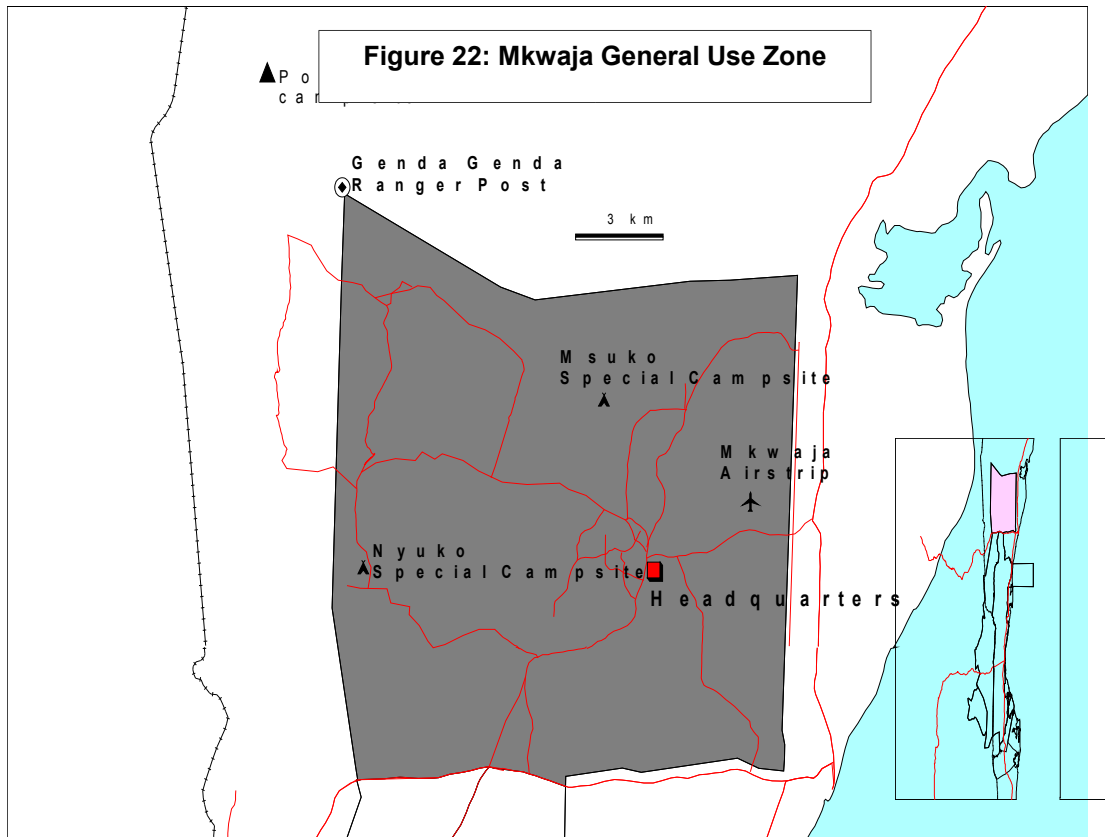 Figure 22: Mkwaja General Use Zone
Genda Genda
Ranger Post
3 km
Msuko
Special Campsite
Mkwaja
Airstrip
Nyuko
Special Campsite
Headquarters